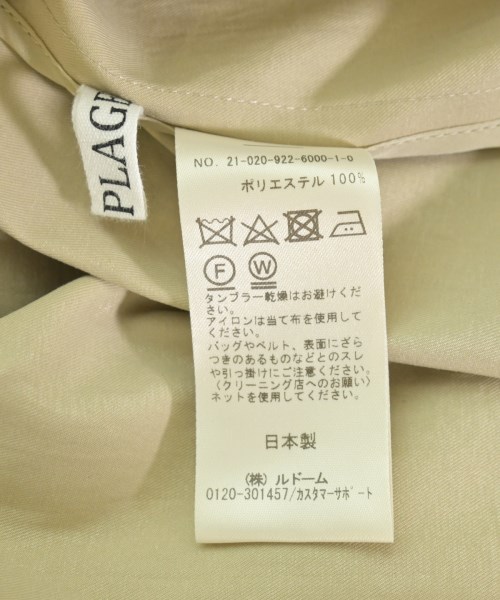 PLAGE
NO. 21-020-922-6000-1-0
ポリエステル 100%
F W
タンブラー乾燥はお避けくだ
さい。
アイロンは当て布を使用して
ください。
バッグやベルト、表面にざら
つきのあるものなどとのスレ
や引っ掛けにご注意ください。
〈クリーニング店へのお願い〉
ネットを使用してください。
日本製
(株) ルドーム
0120-301457/カスタマーサポート